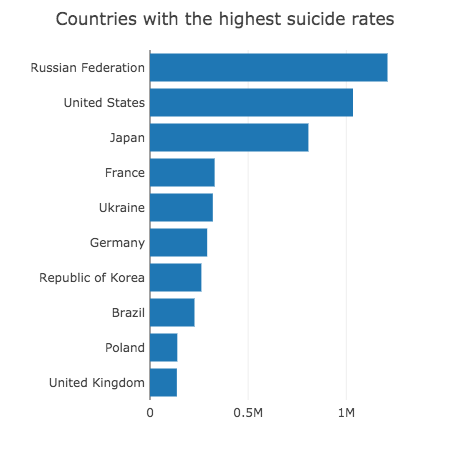 Countries with the highest suicide rates
Russian Federation
United States
Japan
France
Ukraine
Germany
Republic of Korea
Brazil
Poland
United Kingdom
0 0.5M 1M